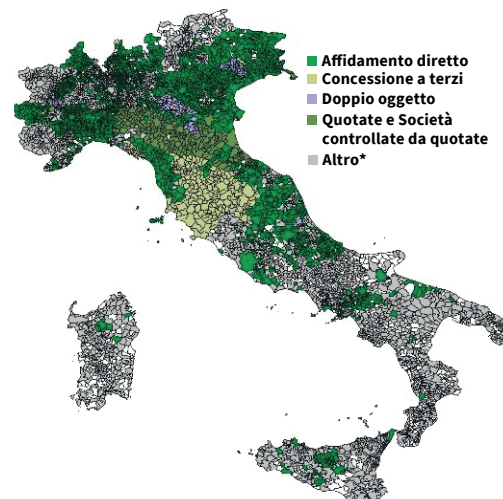 Affidamento diretto
Concessione a terzi
Doppio oggetto
Quotate e Società
controllate da quotate
Altro*